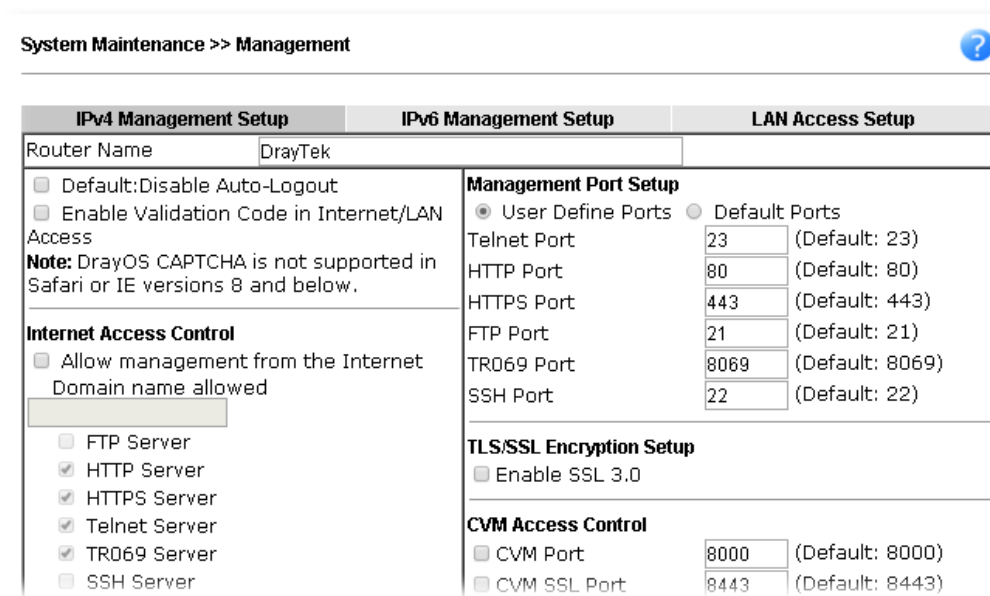 System Maintenance >> Management
?
IPv4 Management Setup
IPv6 Management Setup
LAN Access Setup
Router Name
DrayTek
Default:Disable Auto-Logout
Enable Validation Code in Internet/LAN
Access
Note: DrayOS CAPTCHA is not supported in
Safari or IE versions 8 and below.
Internet Access Control
Allow management from the Internet
Domain name allowed
FTP Server
HTTP Server
HTTPS Server
Telnet Server
TR069 Server
SSH Server
Management Port Setup
User Define Ports Default Ports
Telnet Port 23 (Default: 23)
HTTP Port 80 (Default: 80)
HTTPS Port 443 (Default: 443)
FTP Port 21 (Default: 21)
TR069 Port 8069 (Default: 8069)
SSH Port 22 (Default: 22)
TLS/SSL Encryption Setup
Enable SSL 3.0
CVM Access Control
CVM Port 8000 (Default: 8000)
CVM SSL Port 8443 (Default: 8443)